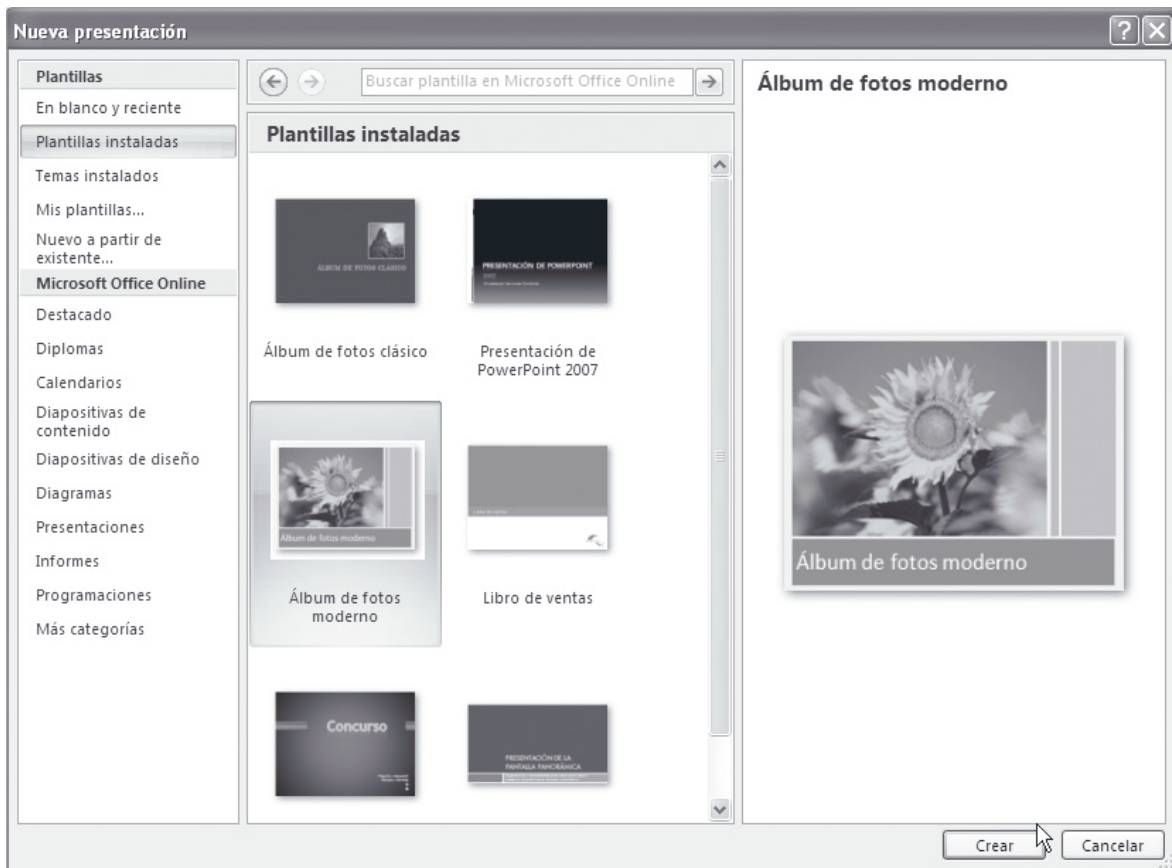 Nueva presentación
Plantillas
En blanco y reciente
Plantillas instaladas
Temas instalados
Mis plantillas...
Nuevo a partir de
existente...
Microsoft Office Online
Destacado
Diplomas
Calendarios
Diapositivas de
contenido
Diapositivas de diseño
Diagramas
Presentaciones
Informes
Programaciones
Más categorías
Buscar plantilla en Microsoft Office Online
Plantillas instaladas
ÁLBUM DE FOTOS CLÁSICO
Álbum de fotos clásico
PRESENTACIÓN DE POWERPOINT
2007
Presentación de
PowerPoint 2007
Álbum de fotos moderno
Álbum de fotos
moderno
Libro de ventas
Concurso
PRESENTACIÓN DE LA
PANTALLA PANORÁMICA
Álbum de fotos moderno
Álbum de fotos moderno
Crear
Cancelar